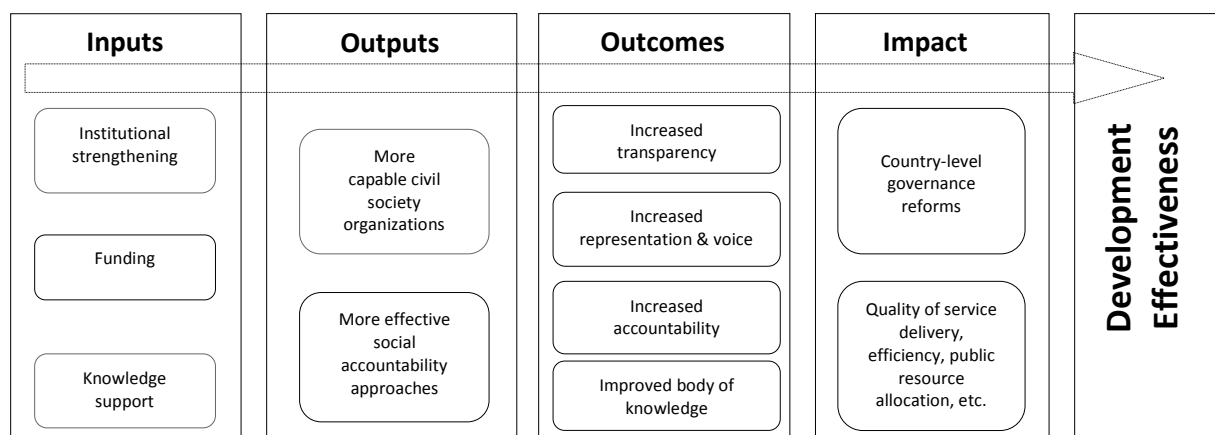 Inputs
Institutional
strengthening
Funding
Knowledge
support
Outputs
More
capable civil
society
organizations
More effective
social
accountability
approaches
Outcomes
Increased
transparency
Increased
representation & voice
Increased
accountability
Improved body of
knowledge
Impact
Country-level
governance
reforms
Quality of service
delivery,
efficiency, public
resource
allocation, etc.
Development
Effectiveness